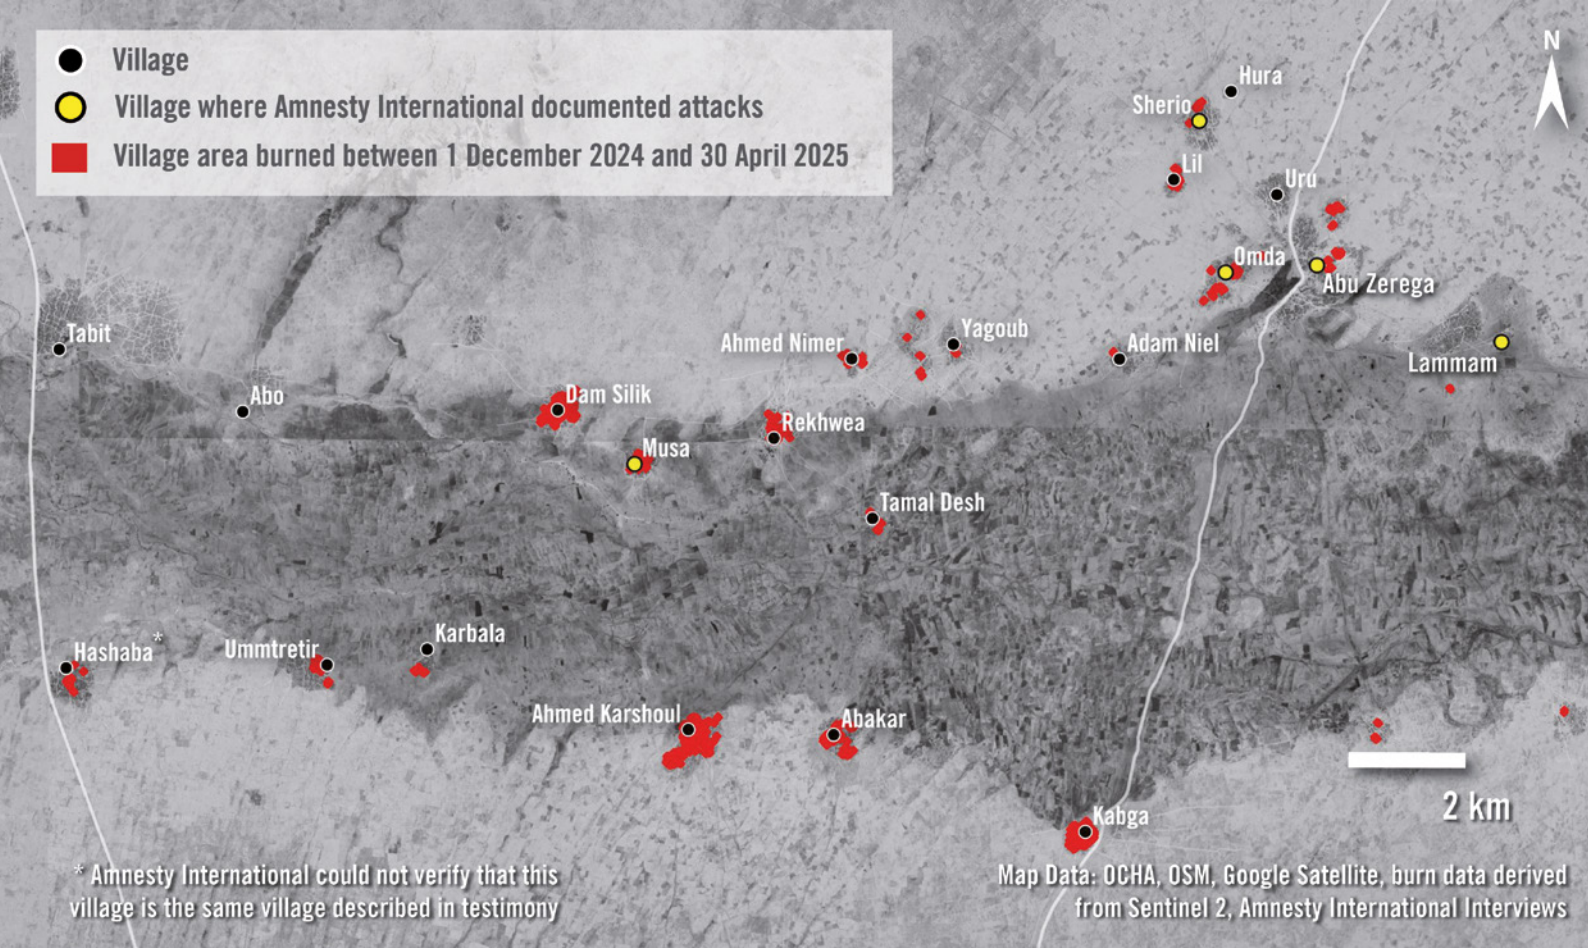 Village
Village where Amnesty International documented attacks
Village area burned between 1 December 2024 and 30 April 2025
N
Hura
Sherio
Lil
Uru
Omda
Abu Zerega
Tabit
Yagoub
Ahmed Nimer
Adam Niel
Lammam
Abo
Dam Silik
Rekhwea
Musa
Tamal Desh
Karbala
Hashaba*
Ummtretir
Ahmed Karshoul
Abakar
2 km
Kabga
* Amnesty International could not verify that this
village is the same village described in testimony
Map Data: OCHA, OSM, Google Satellite, burn data derived
from Sentinel 2, Amnesty International Interviews